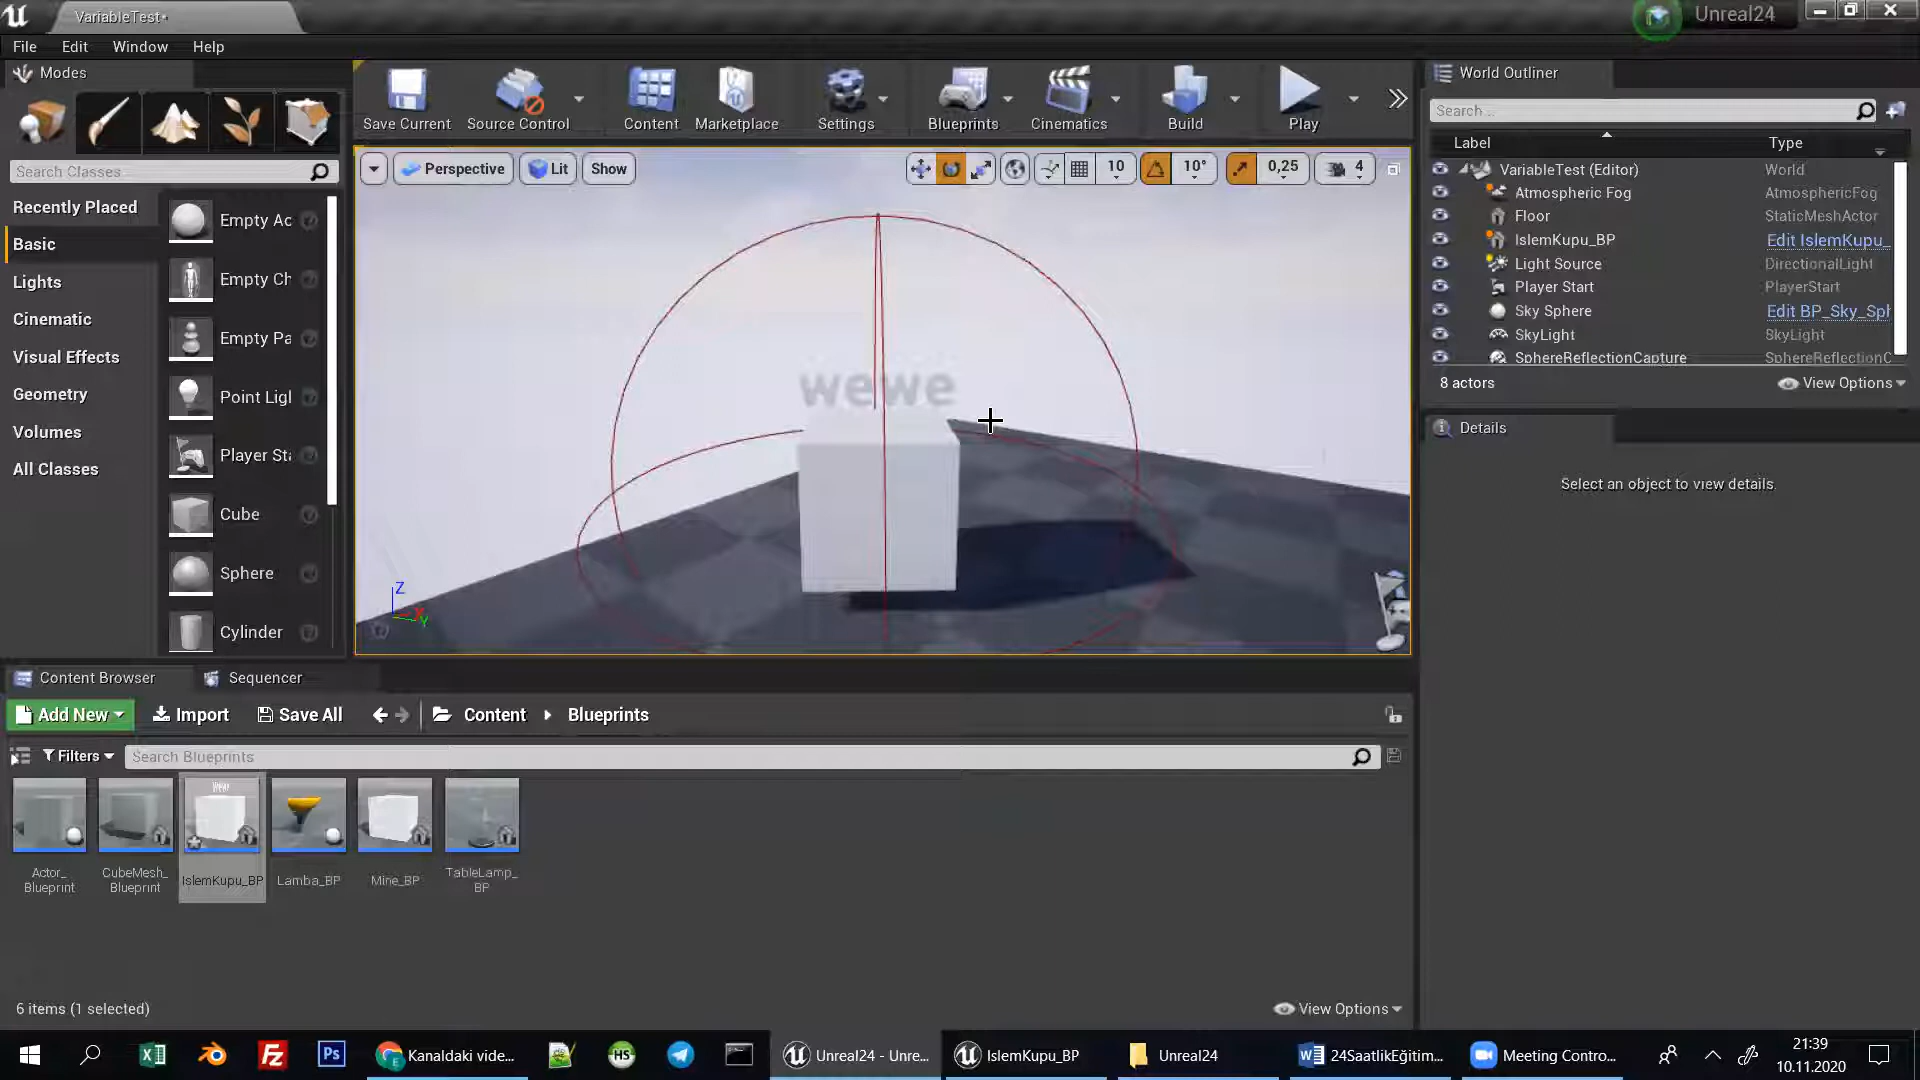 VariableTest•
Unreal24
File Edit Window Help
Modes
Save Current
Source Control
Content
Marketplace
Settings
Blueprints
Cinematics
Build
Play
World Outliner
Search...
Label Type
Search Classes
Perspective
Lit
Show
10
10°
0,25
4
VariableTest (Editor) World
Atmospheric Fog AtmosphericFog
Floor StaticMeshActor
IslemKupu_BP Edit IslemKupu_
Light Source DirectionalLight
Player Start PlayerStart
Sky Sphere Edit BP_Sky_Sph
SkyLight SkyLight
SphereReflectionCapture SphereReflectionC
8 actors
View Options
Details
Select an object to view details.
Recently Placed
Basic
Lights
Cinematic
Visual Effects
Geometry
Volumes
All Classes
Empty Ac
Empty Ch
Empty Pa
Point Ligl
Player Sta
Cube
Sphere
Cylinder
wewe
Z
X
Y
Content Browser
Sequencer
Add New
Import
Save All
Content
Blueprints
Filters
Search Blueprints
wewe
Actor_
Blueprint
CubeMesh_
Blueprint
IslemKupu_BP
Lamba_BP
Mine_BP
TableLamp_
BP
6 items (1 selected)
View Options
Kanaldaki vide...
Unreal24 - Unre...
IslemKupu_BP
Unreal24
24SaatlikEğitim...
Meeting Contro...
21:39
10.11.2020
Ps
HS
Fz